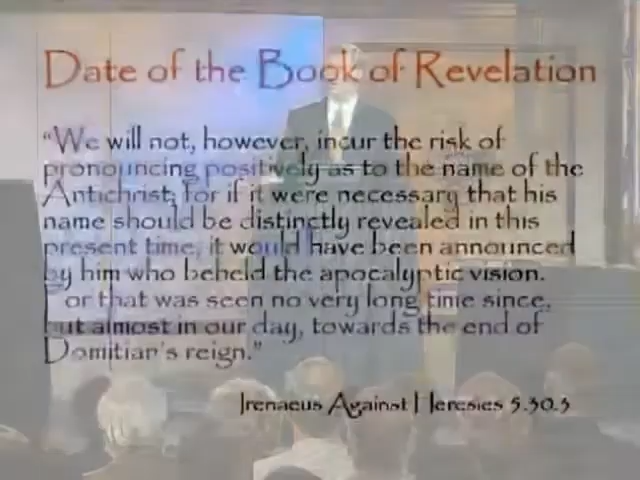 Date of the Book of Revelation
"We will not, however, incur the risk of
pronouncing positively as to the name of the
Antichrist; for if it were necessary that his
name should be distinctly revealed in this
present time, it would have been announced
by him who beheld the apocalyptic vision.
For that was seen no very long time since,
but almost in our day, towards the end of
Domitian's reign."
Irenaeus Against Heresies 5.30.3